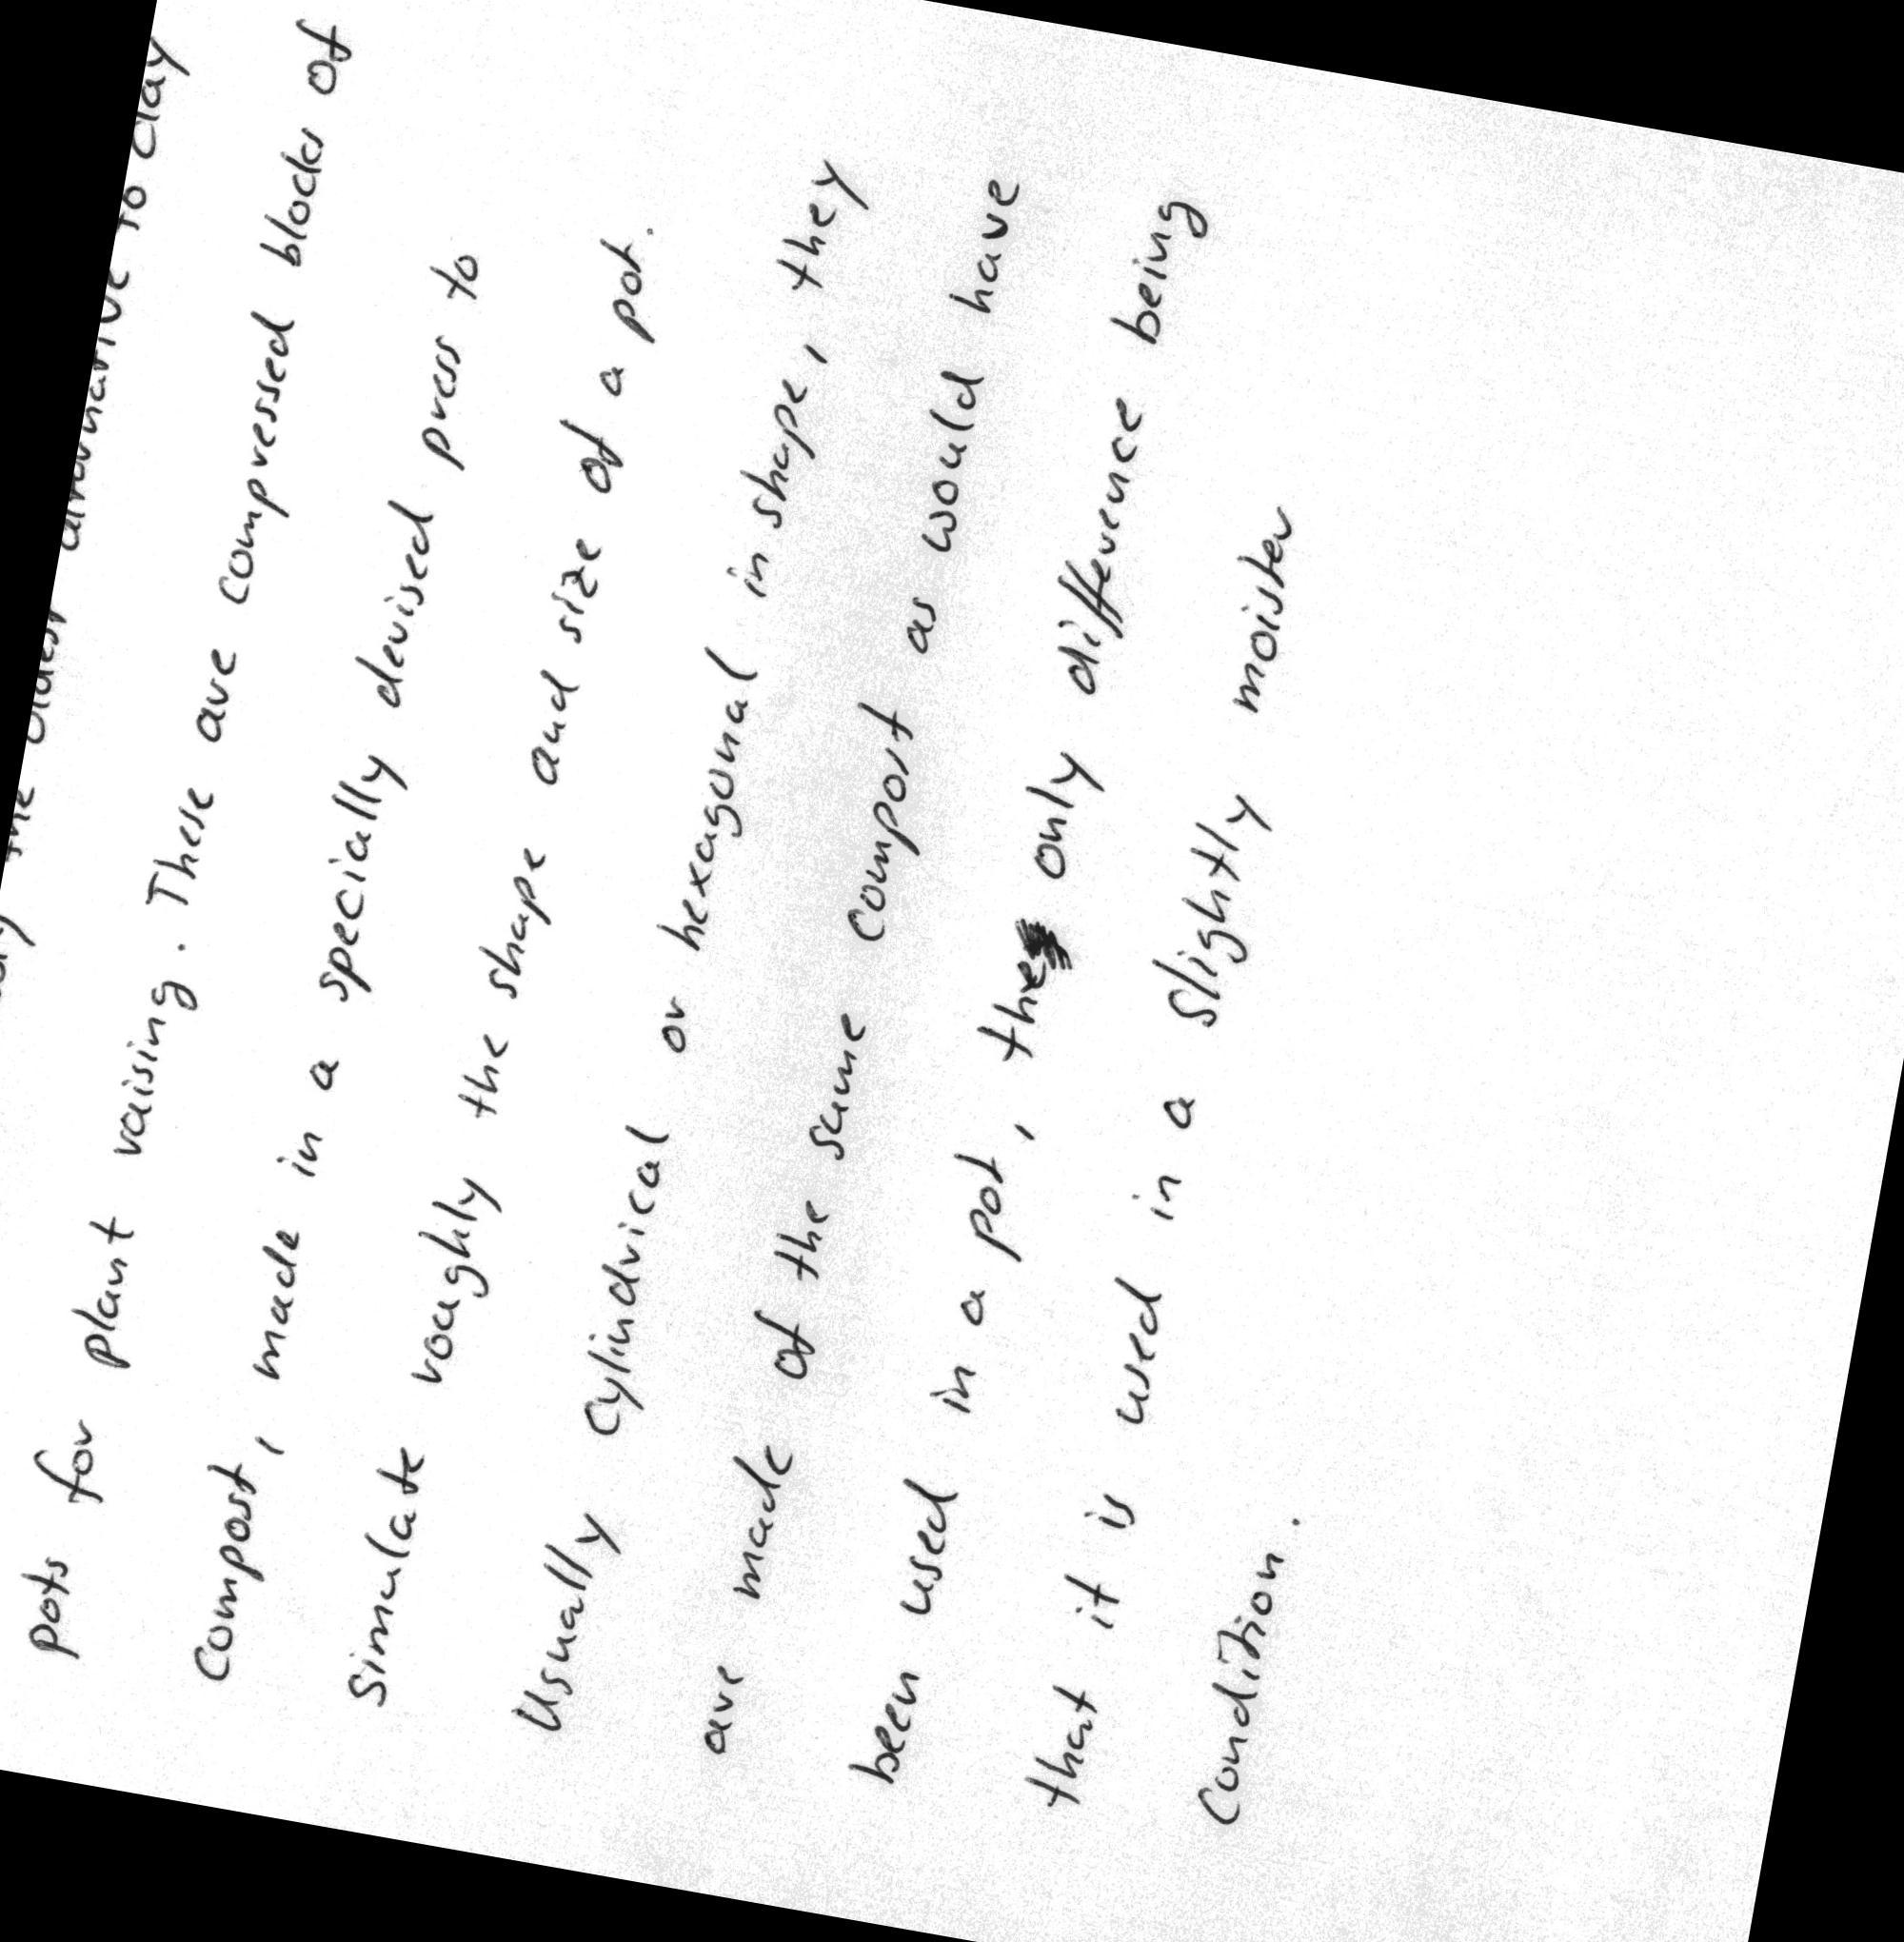 the oldest alternative to clay
pots for plant raising. These are compressed blocks of
compost, made in a specially devised press to
simulate roughly the shape and size of a pot.
Usually cylindrical or hexagonal in shape, they
are made of the same compost as would have
been used in a pot, the only difference being
that it is used in a slightly moister
condition.